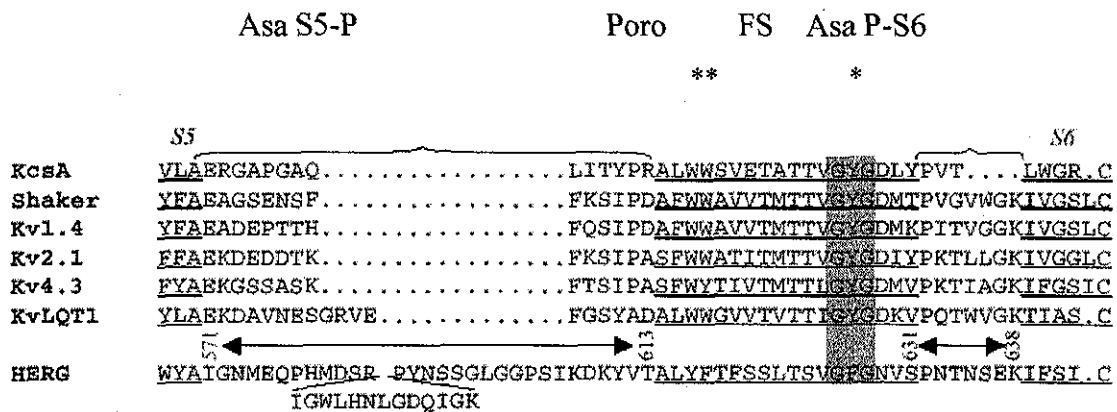 Asa S5-P Poro FS Asa P-S6
** *
S5 S6
KcsA VLAERGAPGAQ...................LITYPRALWWSVETATTVGYGDLYPVT....LWGR.C
Shaker YFAEAGSENSF...................FKSIPDAFWWAVVTMTTVGYGDMTPVGVWGKIVGSLC
Kv1.4 YFAEADEPTTH...................FQSIPDAFWWAVVTMTTVGYGDMKPITVGGKIVGSLC
Kv2.1 FFAEKDEDDTK...................FKSIPASFWWATITMTTVGYGDIYPKTLLGKIVGGLC
Kv4.3 FYAEKGSSASK...................FTSIPASFWYTIVTMTTLGYGDMVPKTIAGKIFGSIC
KvLQT1 YLAEKDAVNESGRVE...............FGSYADALWWGVVTVTTIGYGDKVPQTWVGKTIAS.C
571 613 631 638
HERG WYAIGNMEQPHMDSR PYNSSGLGGPSIKDKYVTALYFTFSSLTSVGFGNVSPNTNSEKIFSI.C
IGWLHNLGDQIGK